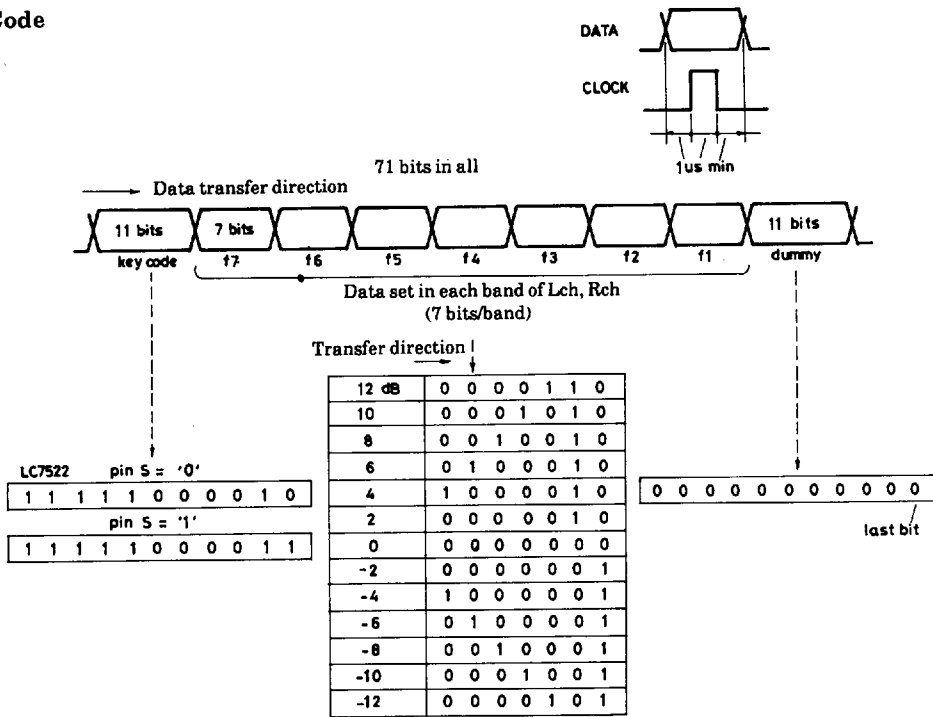 Code
DATA
CLOCK
1us min
71 bits in all
Data transfer direction
11 bits 7 bits 11 bits
key code f7 f6 f5 f4 f3 f2 f1 dummy
Data set in each band of Lch, Rch
(7 bits/band)
Transfer direction
12 dB 0 0 0 0 1 1 0
10 0 0 0 1 0 1 0
8 0 0 1 0 0 1 0
6 0 1 0 0 0 1 0
4 1 0 0 0 0 1 0
2 0 0 0 0 0 1 0
0 0 0 0 0 0 0 0
-2 0 0 0 0 0 0 1
-4 1 0 0 0 0 0 1
-6 0 1 0 0 0 0 1
-8 0 0 1 0 0 0 1
-10 0 0 0 1 0 0 1
-12 0 0 0 0 1 0 1
LC7522 pin S = '0'
1 1 1 1 1 0 0 0 0 1 0
pin S = '1'
1 1 1 1 1 0 0 0 0 1 1
0 0 0 0 0 0 0 0 0 0 0
last bit